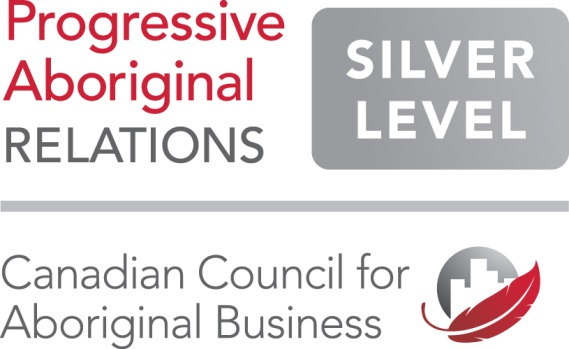 Progressive
Aboriginal
RELATIONS
SILVER
LEVEL
Canadian Council for
Aboriginal Business